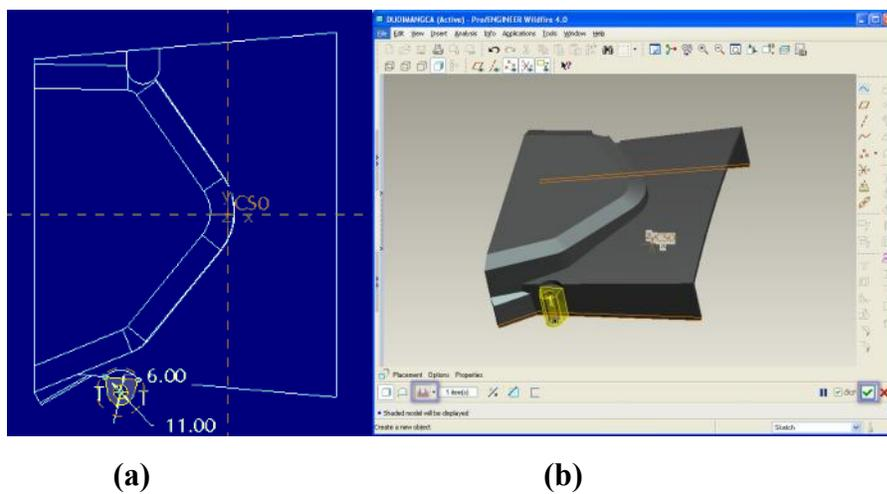 DUOIMANGCA (Active) - Pro/ENGINEER Wildfire 4.0
File Edit View Insert Analysis Info Applications Tools Window Help
CS0
x
6.00
T T
11.00
Placement Options Properties
1 item(s)
• Shaded model will be displayed
Create a new object.
Sketch
(a) (b)